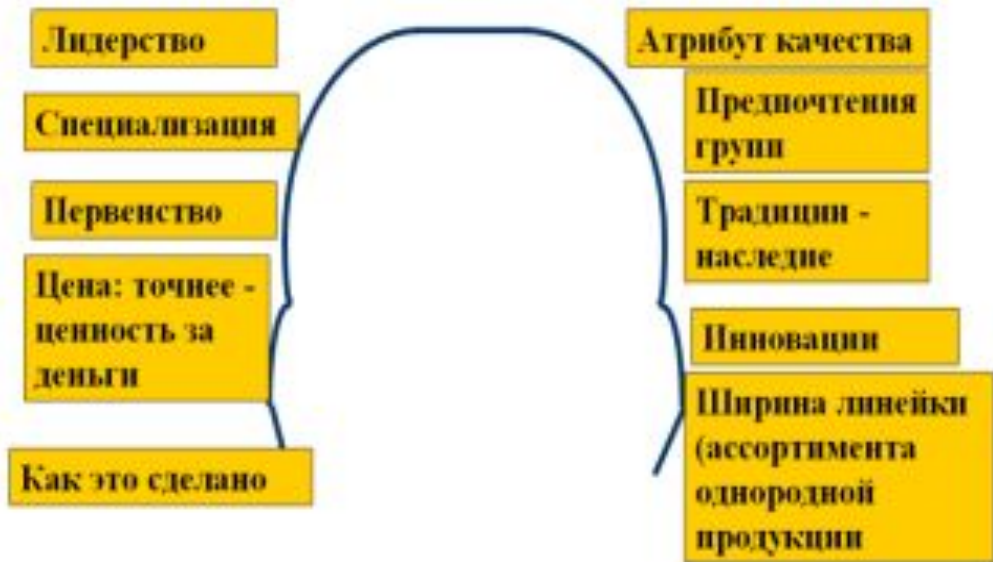 Лидерство
Специализация
Первенство
Цена: точнее -
ценность за
деньги
Как это сделано
Атрибут качества
Предпочтения
групп
Традиции -
наследие
Инновации
Ширина линейки
(ассортимента
однородной
продукции